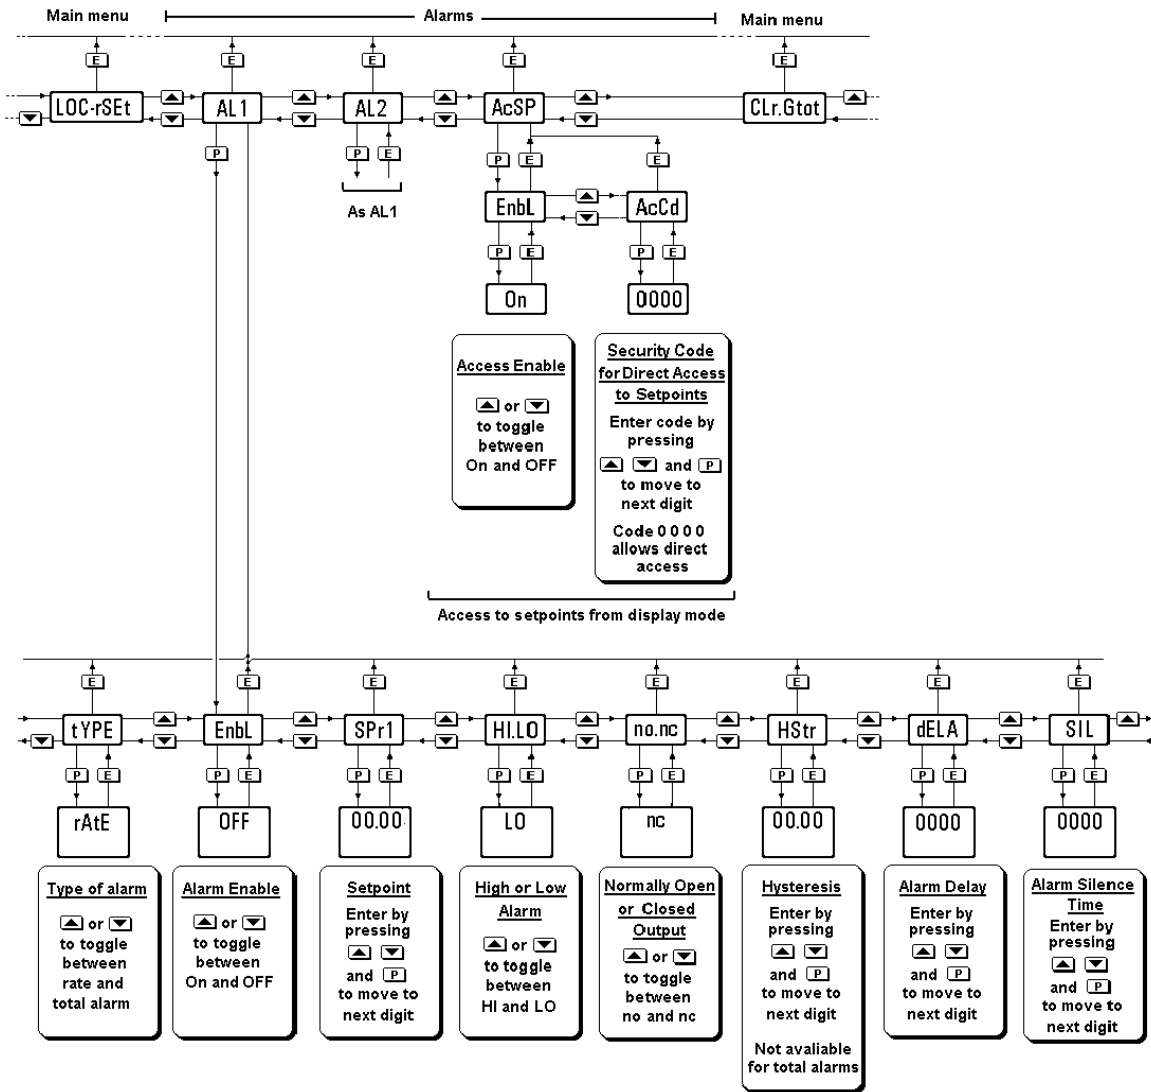 Main menu
Alarms
Main menu
E
E
E
E
E
LOC-rSEt
AL1
AL2
AcSP
CLr.Gtot
P
P
E
P
E
E
As AL1
EnbL
AcCd
P
E
P
E
On
0000
Access Enable
or
to toggle
between
On and OFF
Security Code
for Direct Access
to Setpoints
Enter code by
pressing
and P
to move to
next digit
Code 0 0 0 0
allows direct
access
Access to setpoints from display mode
E
E
E
E
E
E
E
E
tYPE
EnbL
SPr1
HI.LO
no.nc
HStr
dELA
SIL
P
E
P
E
P
E
P
E
P
E
P
E
P
E
P
E
rAtE
OFF
00.00
LO
nc
00.00
0000
0000
Type of alarm
or
to toggle
between
rate and
total alarm
Alarm Enable
or
to toggle
between
On and OFF
Setpoint
Enter by
pressing
and P
to move to
next digit
High or Low
Alarm
or
to toggle
between
HI and LO
Normally Open
or Closed
Output
or
to toggle
between
no and nc
Hysteresis
Enter by
pressing
and P
to move to
next digit
Not avaliable
for total alarms
Alarm Delay
Enter by
pressing
and P
to move to
next digit
Alarm Silence
Time
Enter by
pressing
and P
to move to
next digit